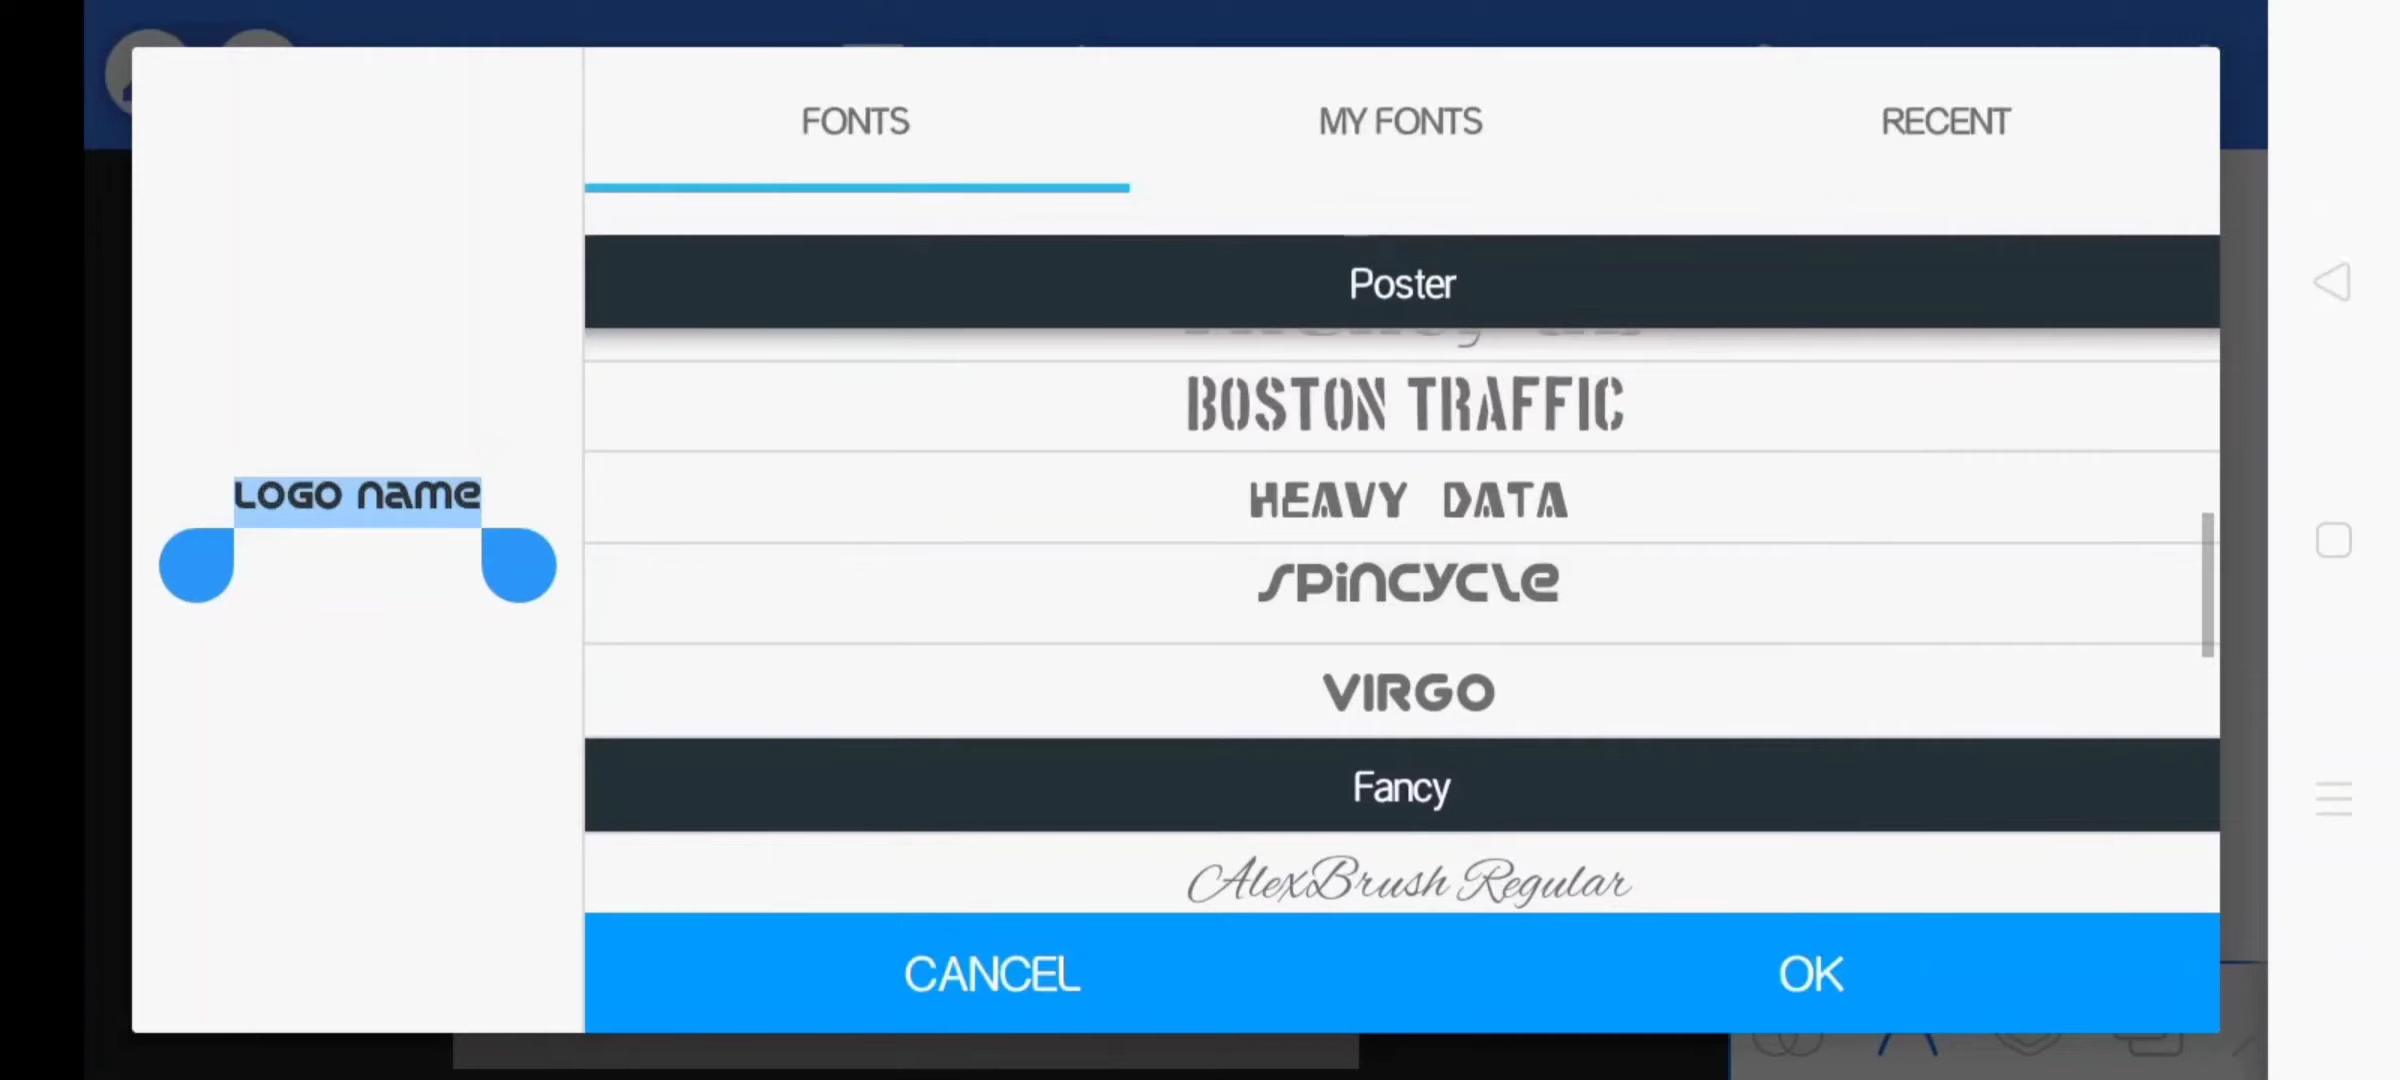 FONTS
MY FONTS
RECENT
Poster
BOSTON TRAFFIC
HEAVY DATA
SPinCYCLe
VIRGO
Fancy
AlexBrush Regular
LOGO name
CANCEL
OK